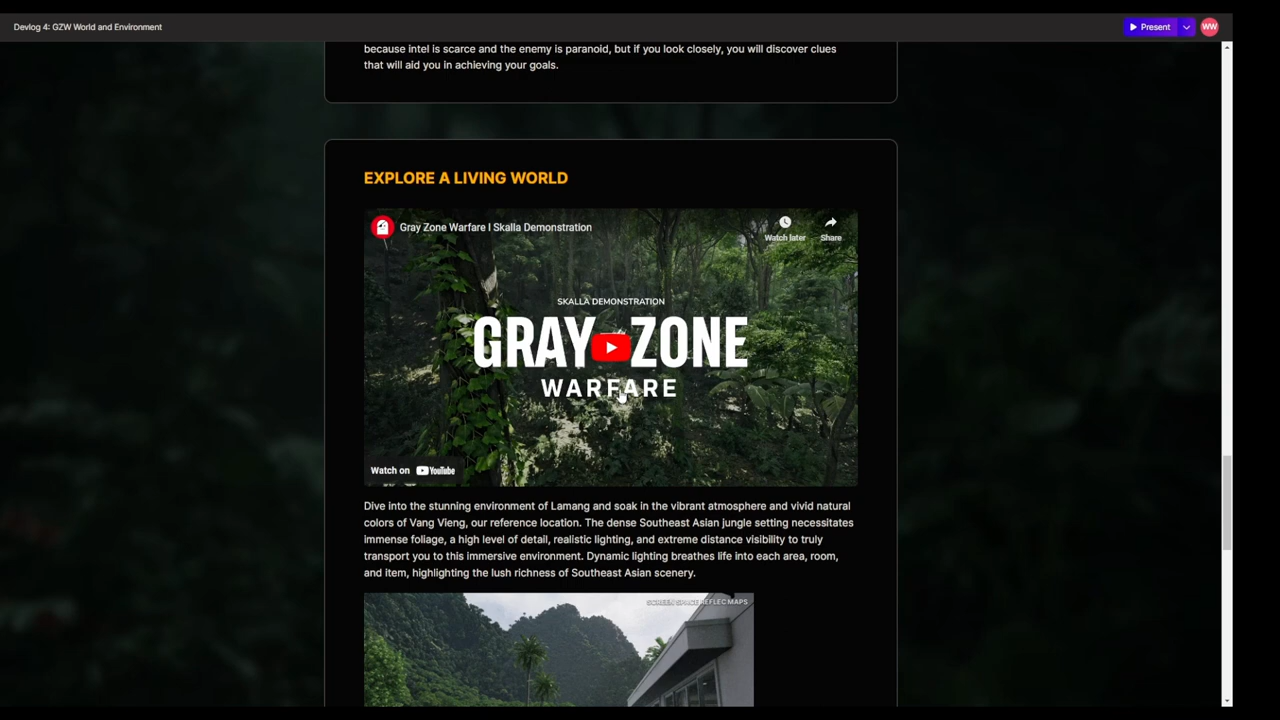 Devlog 4: GZW World and Environment
Present
WW
because intel is scarce and the enemy is paranoid, but if you look closely, you will discover clues
that will aid you in achieving your goals.
EXPLORE A LIVING WORLD
Gray Zone Warfare I Skalla Demonstration
Watch later
Share
SKALLA DEMONSTRATION
GRAY ZONE
WARFARE
Watch on YouTube
Dive into the stunning environment of Lamang and soak in the vibrant atmosphere and vivid natural
colors of Vang Vieng, our reference location. The dense Southeast Asian jungle setting necessitates
immense foliage, a high level of detail, realistic lighting, and extreme distance visibility to truly
transport you to this immersive environment. Dynamic lighting breathes life into each area, room,
and item, highlighting the lush richness of Southeast Asian scenery.
SCREEN SPACE